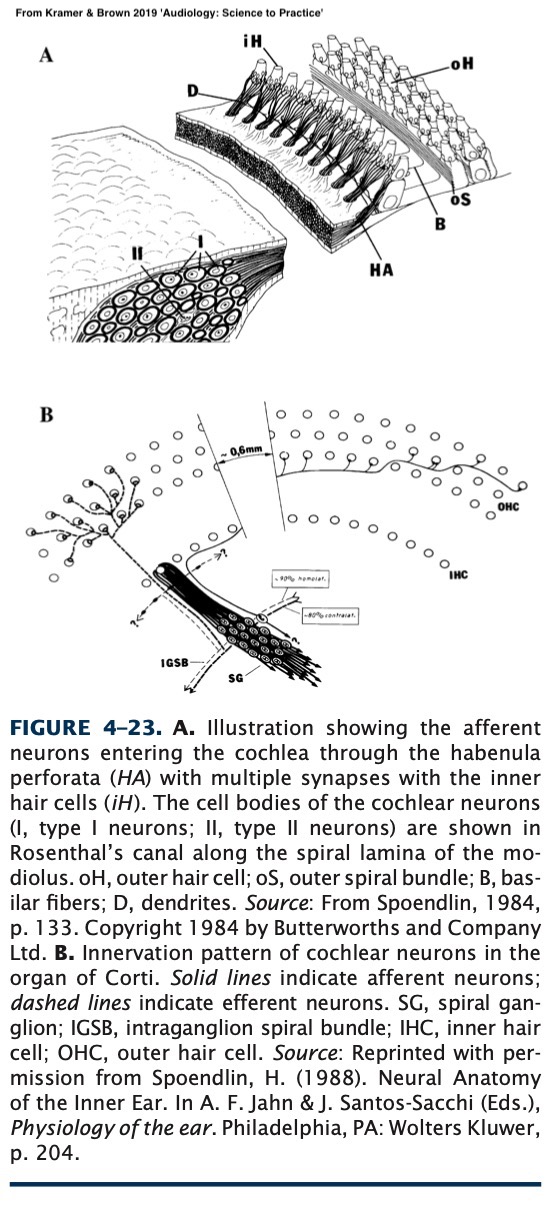 From Kramer & Brown 2019 'Audiology: Science to Practice'
A
iH
oH
D
oS
B
I
II
HA
B
~ 0,6mm
OHC
?
~ 90% homolat.
IHC
~80% contralat.
?
?
IGSB
SG
FIGURE 4–23. A. Illustration showing the afferent
neurons entering the cochlea through the habenula
perforata (HA) with multiple synapses with the inner
hair cells (iH). The cell bodies of the cochlear neurons
(I, type I neurons; II, type II neurons) are shown in
Rosenthal's canal along the spiral lamina of the mo-
diolus. oH, outer hair cell; oS, outer spiral bundle; B, bas-
ilar fibers; D, dendrites. Source: From Spoendlin, 1984,
p. 133. Copyright 1984 by Butterworths and Company
Ltd. B. Innervation pattern of cochlear neurons in the
organ of Corti. Solid lines indicate afferent neurons;
dashed lines indicate efferent neurons. SG, spiral gan-
glion; IGSB, intraganglion spiral bundle; IHC, inner hair
cell; OHC, outer hair cell. Source: Reprinted with per-
mission from Spoendlin, H. (1988). Neural Anatomy
of the Inner Ear. In A. F. Jahn & J. Santos-Sacchi (Eds.),
Physiology of the ear. Philadelphia, PA: Wolters Kluwer,
p. 204.